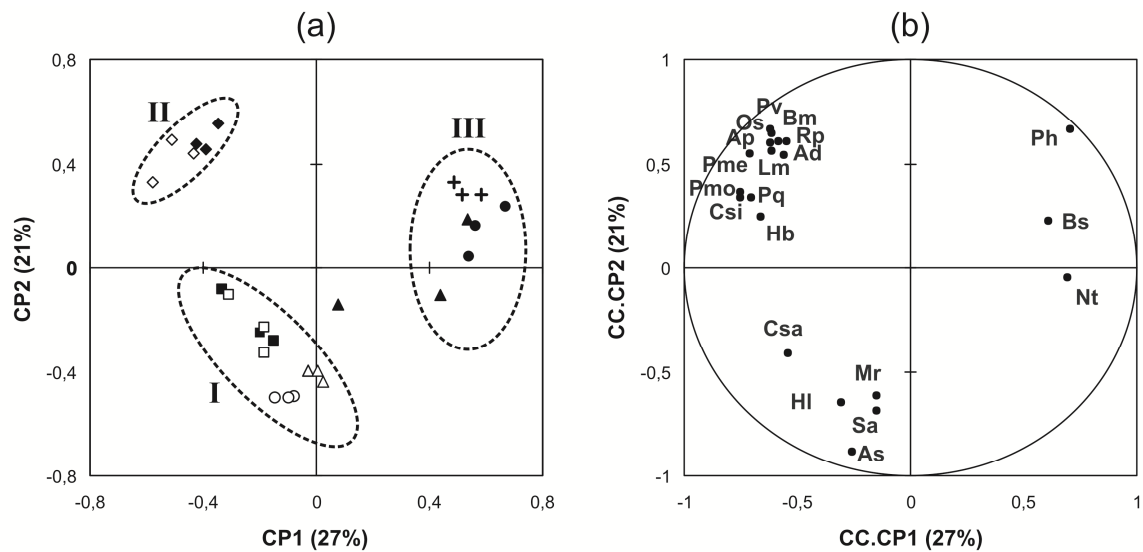 (a)
0,8
0,4
0
-0,4
-0,8
-0,8
-0,4
0
0,4
0,8
CP2 (21%)
CP1 (27%)
II
III
I
(b)
1
0,5
0
-0,5
-1
-1
-0,5
0
0,5
1
CC.CP2 (21%)
CC.CP1 (27%)
Pv
Os Bm
Ap Rp
Pme Lm Ad
Pmo Pq
Csi
Hb
Ph
Bs
Nt
Csa
Mr
Hl
Sa
As